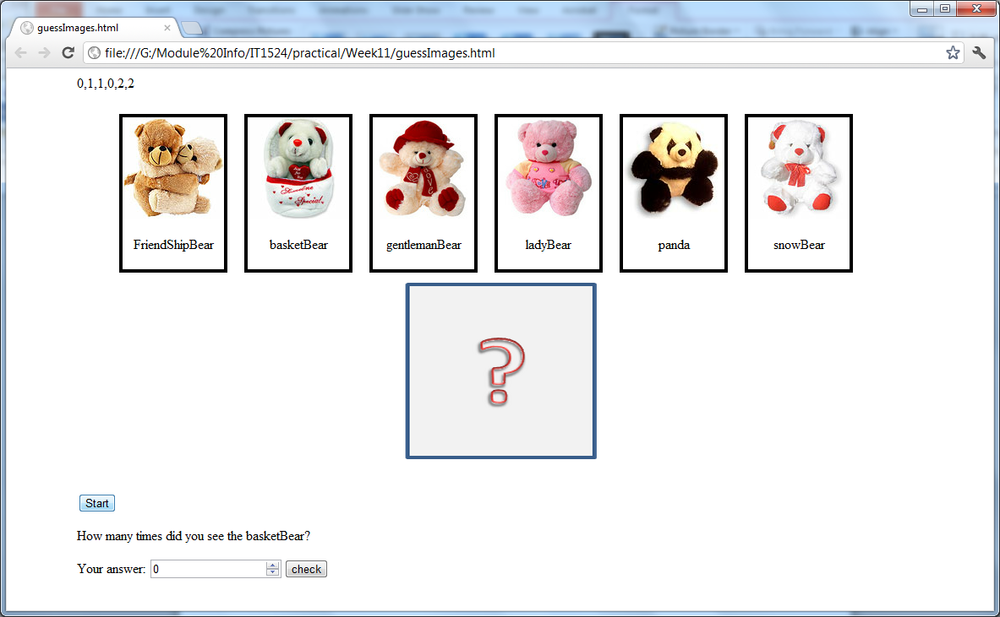 guessImages.html
file:///G:/Module%20Info/IT1524/practical/Week11/guessImages.html
0,1,1,0,2,2
FriendShipBear basketBear gentlemanBear ladyBear panda snowBear
?
Start
How many times did you see the basketBear?
Your answer: 0 check